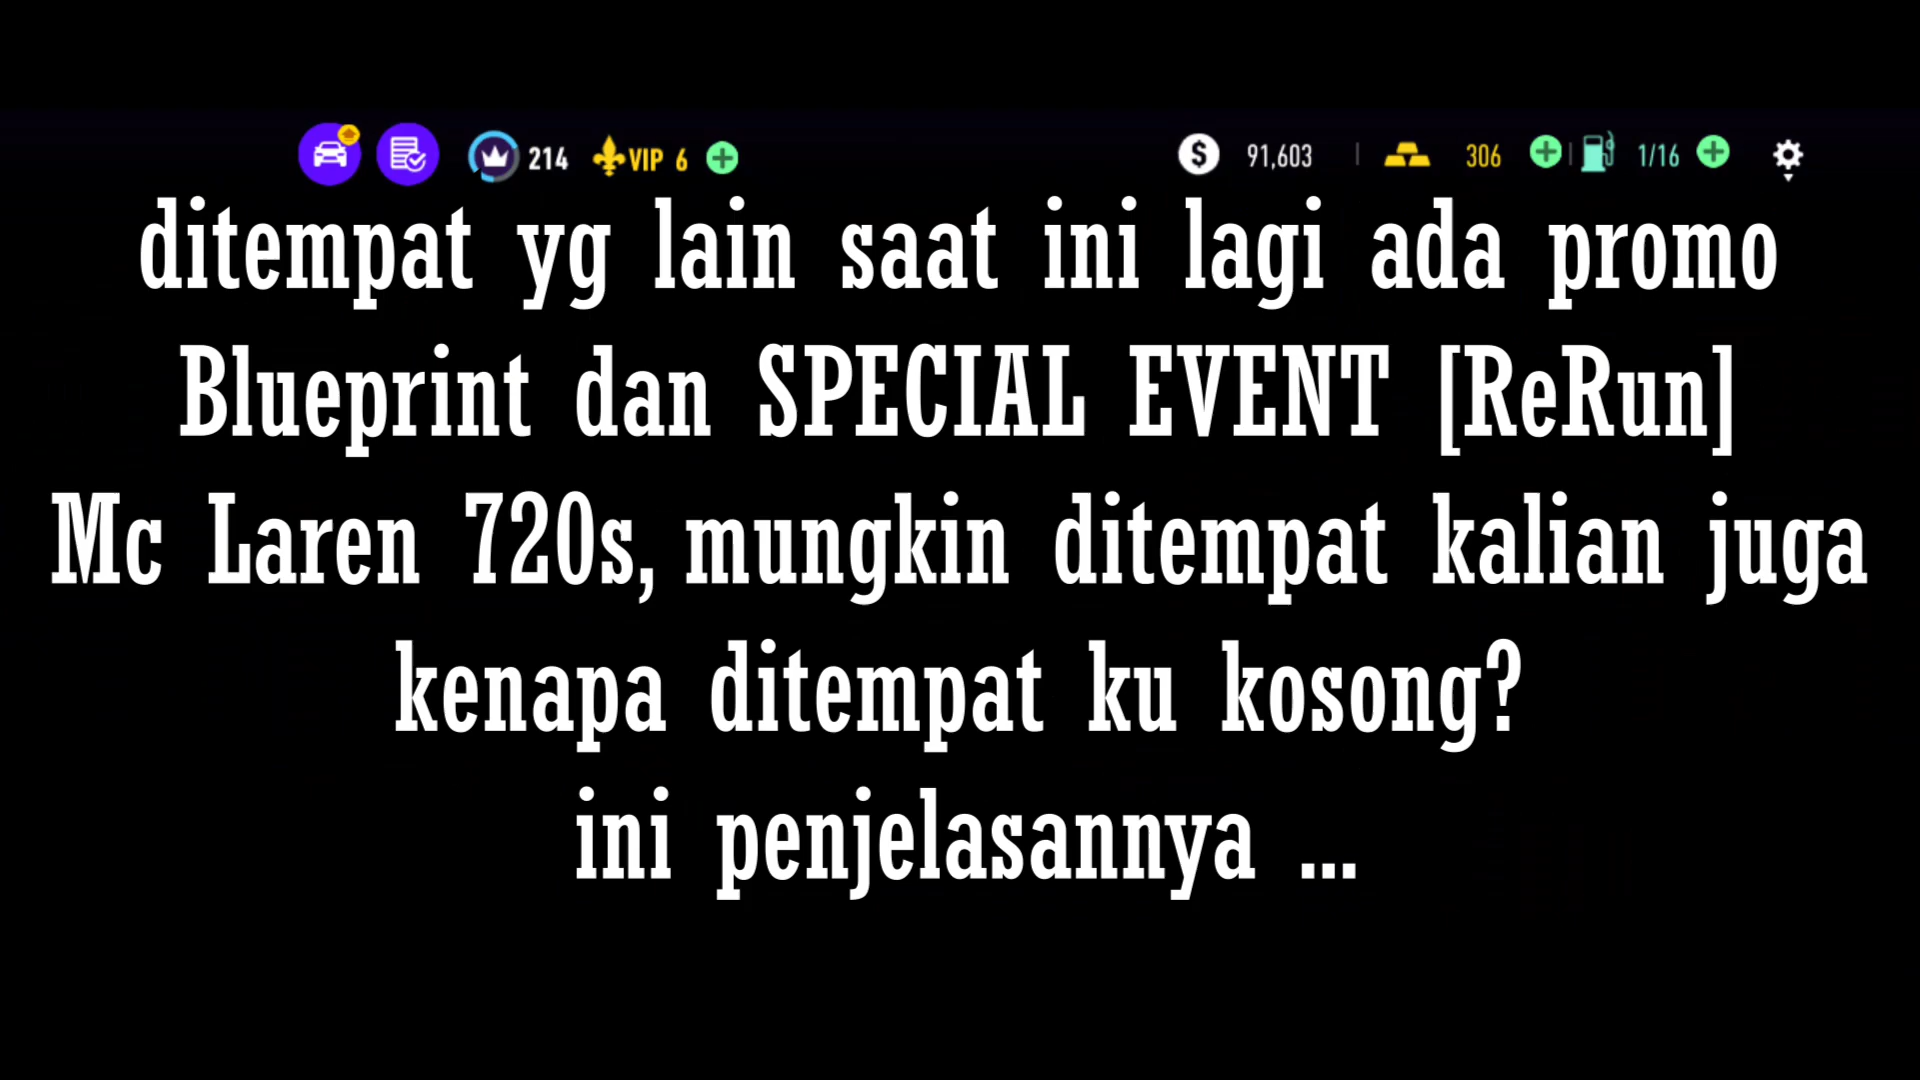 214 VIP 6 91,603 306 1/16
ditempat yg lain saat ini lagi ada promo
Blueprint dan SPECIAL EVENT [ReRun]
Mc Laren 720s, mungkin ditempat kalian juga
kenapa ditempat ku kosong?
ini penjelasannya ...